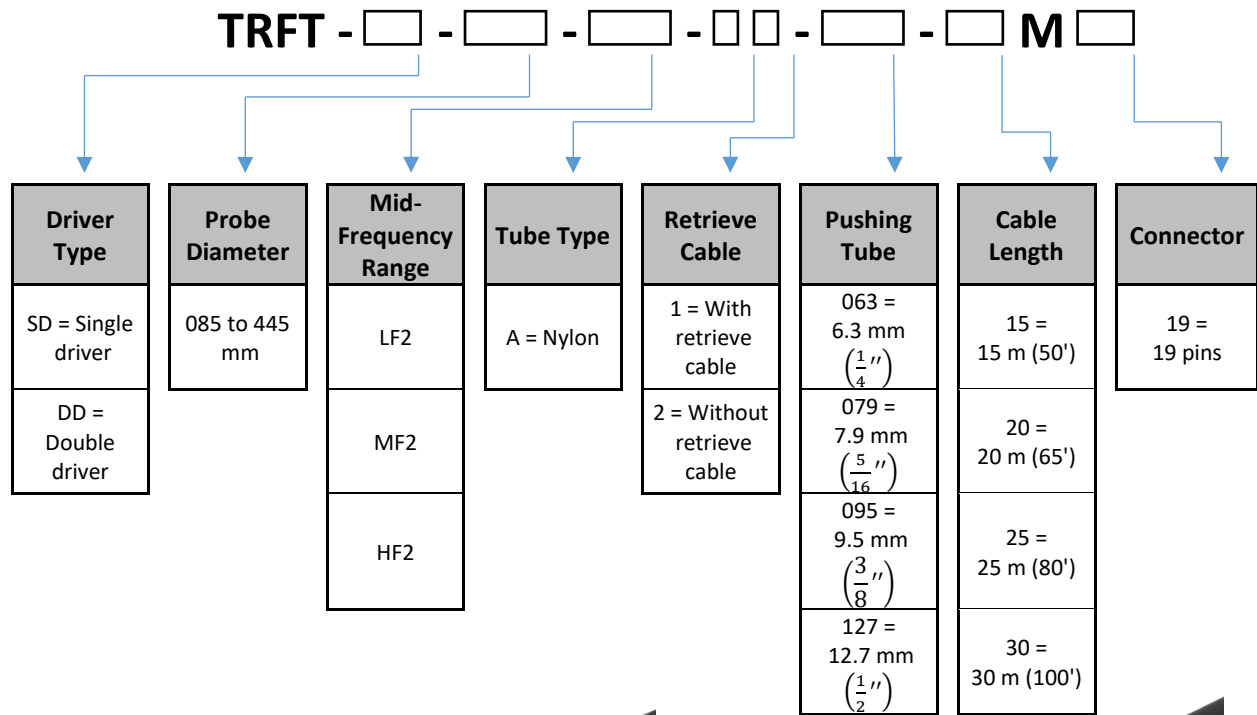 TRFT - - - - - M
Driver
Type
SD = Single
driver
DD =
Double
driver
Probe
Diameter
085 to 445
mm
Mid-
Frequency
Range
LF2
MF2
HF2
Tube Type
A = Nylon
Retrieve
Cable
1 = With
retrieve
cable
2 = Without
retrieve
cable
Pushing
Tube
063 =
6.3 mm
(1/4″)
079 =
7.9 mm
(5/16″)
095 =
9.5 mm
(3/8″)
127 =
12.7 mm
(1/2″)
Cable
Length
15 =
15 m (50')
20 =
20 m (65')
25 =
25 m (80')
30 =
30 m (100')
Connector
19 =
19 pins